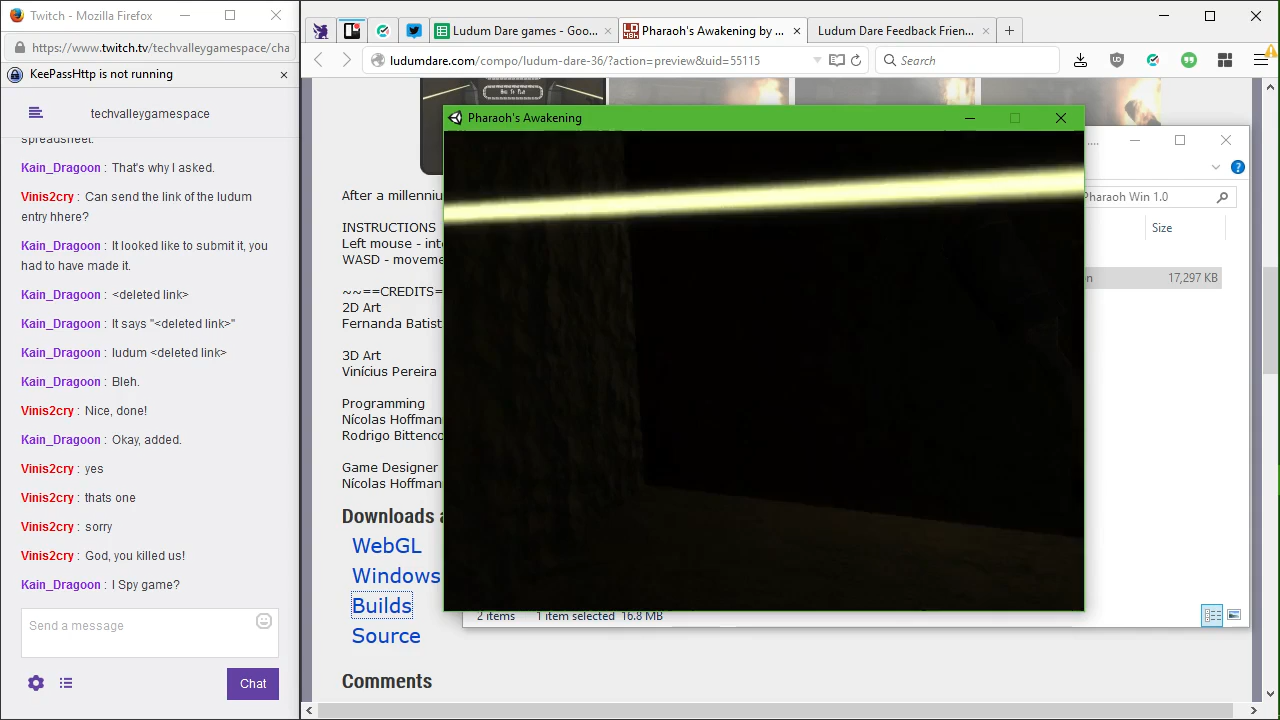 Twitch - Mozilla Firefox
https://www.twitch.tv/techvalleygamespace/cha
KeePassHttp is not running
techvalleygamespace
spreadsheet.
Kain_Dragoon : That's why I asked.
Vinis2cry : Can send the link of the ludum
entry hhere?
Kain_Dragoon : It looked like to submit it, you
had to have made it.
Kain_Dragoon : <deleted link>
Kain_Dragoon : It says "<deleted link>"
Kain_Dragoon : ludum <deleted link>
Kain_Dragoon : Bleh.
Vinis2cry : Nice, done!
Kain_Dragoon : Okay, added.
Vinis2cry : yes
Vinis2cry : thats one
Vinis2cry : sorry
Vinis2cry : God, you killed us!
Kain_Dragoon : I Spy game?
Send a message
Chat
Ludum Dare games - Goo...
Pharaoh's Awakening by ...
Ludum Dare Feedback Frien...
ludumdare.com/compo/ludum-dare-36/?action=preview&uid=55115
Search
After a millenniu
INSTRUCTIONS
Left mouse - inte
WASD - moveme
~~==CREDITS=
2D Art
Fernanda Batist
3D Art
Vinícius Pereira
Programming
Nícolas Hoffman
Rodrigo Bittenco
Game Designer
Nícolas Hoffman
Downloads a
WebGL
Windows
Builds
Source
Comments
Pharaoh's Awakening
....
Pharaoh Win 1.0
Size
n
17,297 KB
2 items
1 item selected 16.8 MB